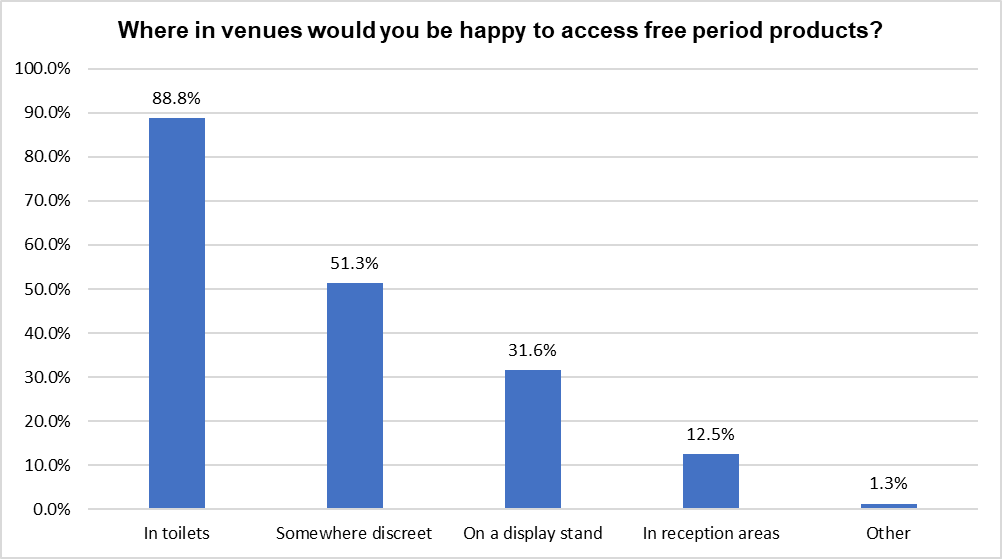 Where in venues would you be happy to access free period products?
100.0%
90.0%
80.0%
70.0%
60.0%
50.0%
40.0%
30.0%
20.0%
10.0%
0.0%
88.8%
51.3%
31.6%
12.5%
1.3%
In toilets
Somewhere discreet
On a display stand
In reception areas
Other